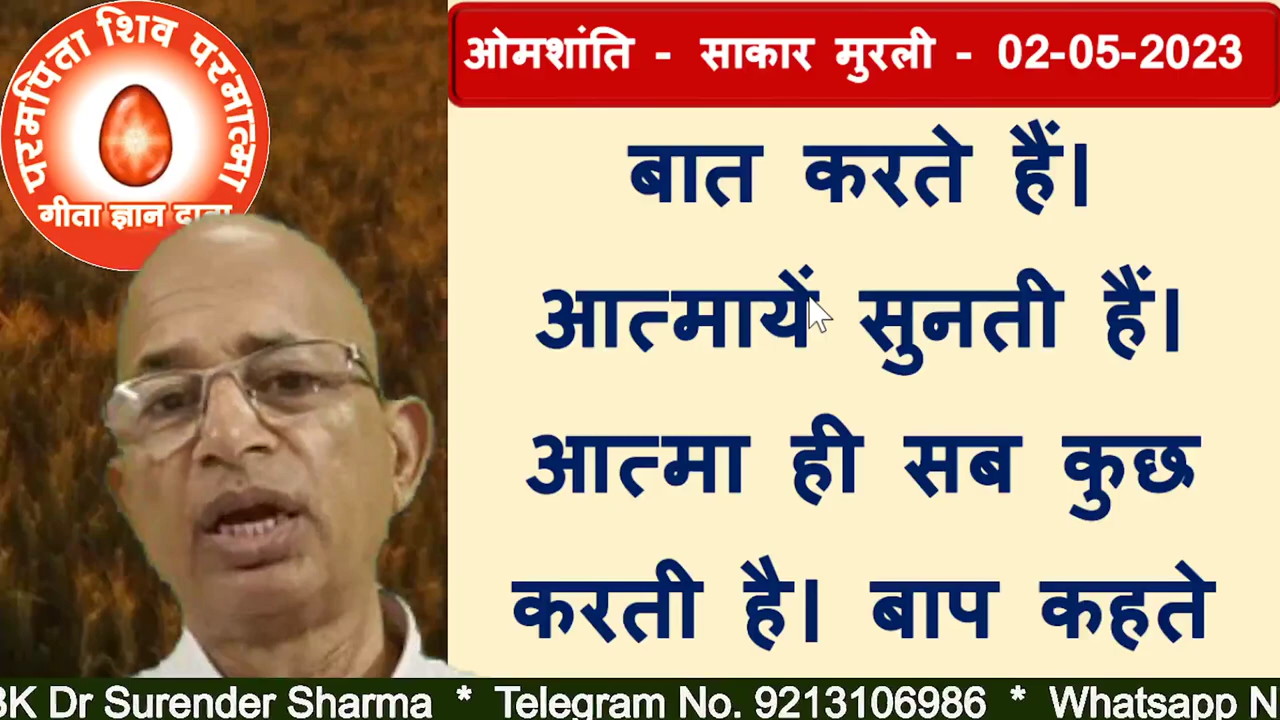 परमपिता शिव परमात्मा
गीता ज्ञान दाता
ओमशांति - साकार मुरली - 02-05-2023
बात करते हैं।
आत्मायें सुनती हैं।
आत्मा ही सब कुछ
करती है। बाप कहते
BK Dr Surender Sharma * Telegram No. 9213106986 * Whatsapp N